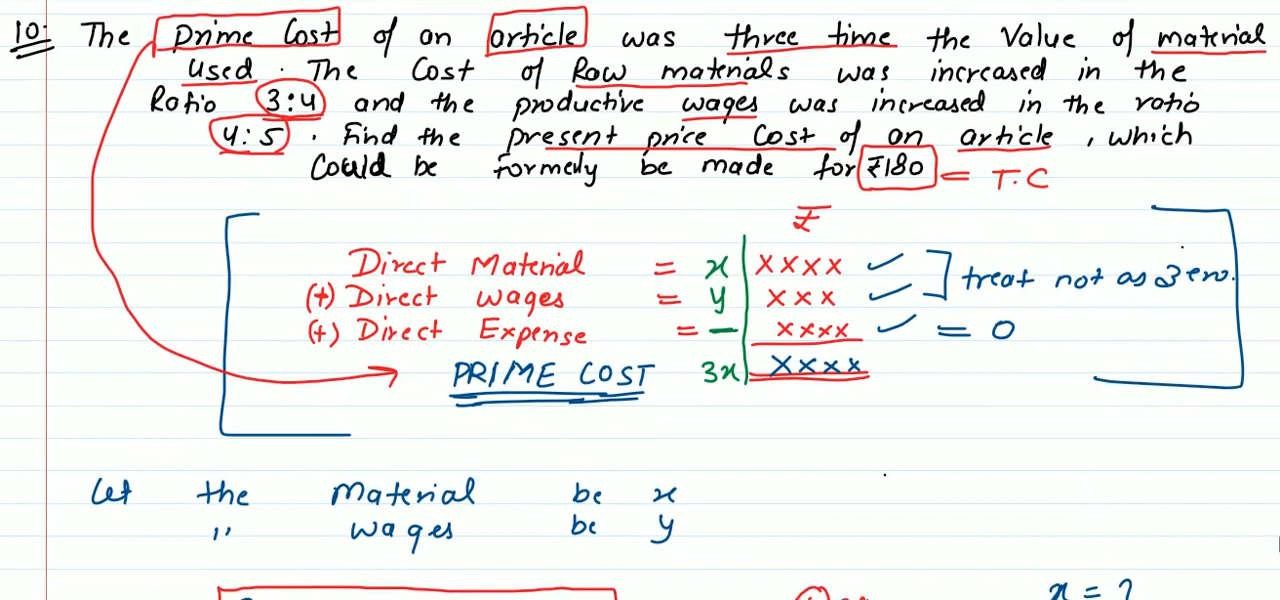 10. The Prime Cost of an article was three time the Value of material
used. The Cost of Raw materials was increased in the
Ratio 3:4 and the productive wages was increased in the ratio
4:5. Find the present price Cost of an article, which
Could be formely be made for ₹180 = T.C
₹
Direct Material = x XXXX ✓
(+) Direct wages = y XXX ✓ ] treat not as Zero.
(+) Direct Expense = — XXXX ✓ = 0
PRIME COST 3x XXXX
Let the Material be x
" wages be y
x = ?